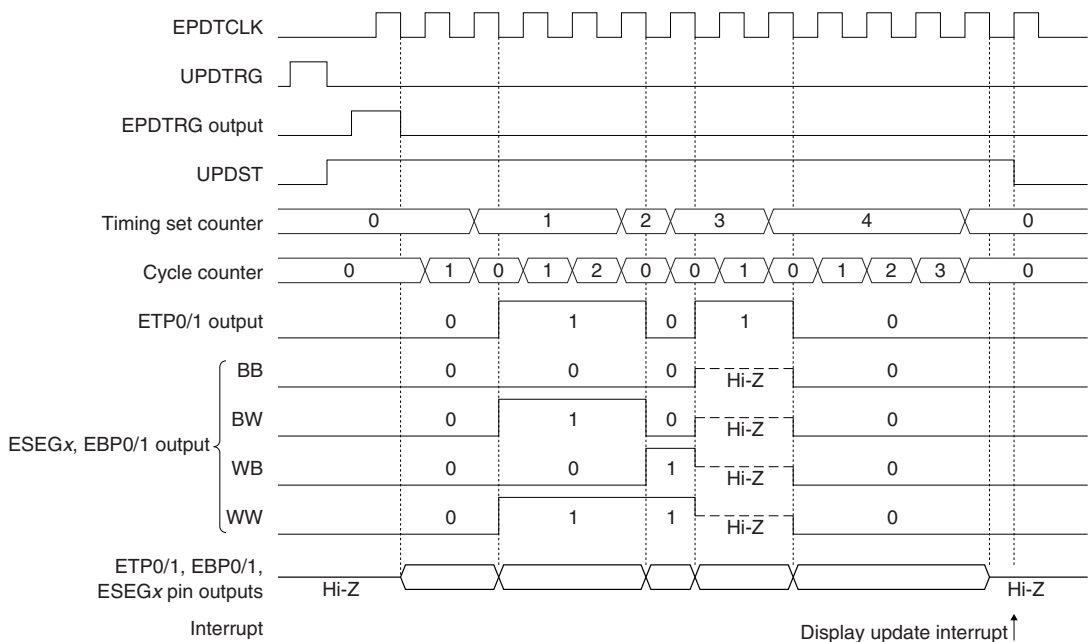 EPDTCLK
UPDTRG
EPDTRG output
UPDST
Timing set counter 0 1 2 3 4 0
Cycle counter 0 1 0 1 2 0 0 1 0 1 2 3 0
ETP0/1 output 0 1 0 1 0
ESEGx, EBP0/1 output
BB 0 0 0 Hi-Z 0
BW 0 1 0 Hi-Z 0
WB 0 0 1 Hi-Z 0
WW 0 1 1 Hi-Z 0
ETP0/1, EBP0/1,
ESEGx pin outputs Hi-Z Hi-Z
Interrupt Display update interrupt